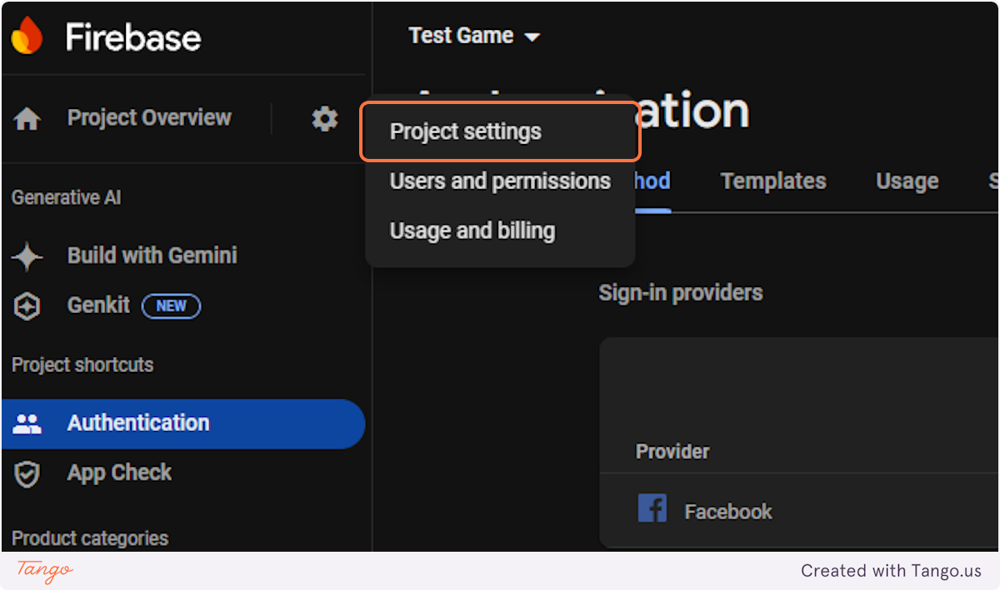 Firebase
Test Game
Project Overview
ation
Project settings
Users and permissions
hod
Templates
Usage
S
Usage and billing
Generative AI
Build with Gemini
Genkit
NEW
Sign-in providers
Project shortcuts
Authentication
App Check
Provider
Facebook
Product categories
Tango
Created with Tango.us